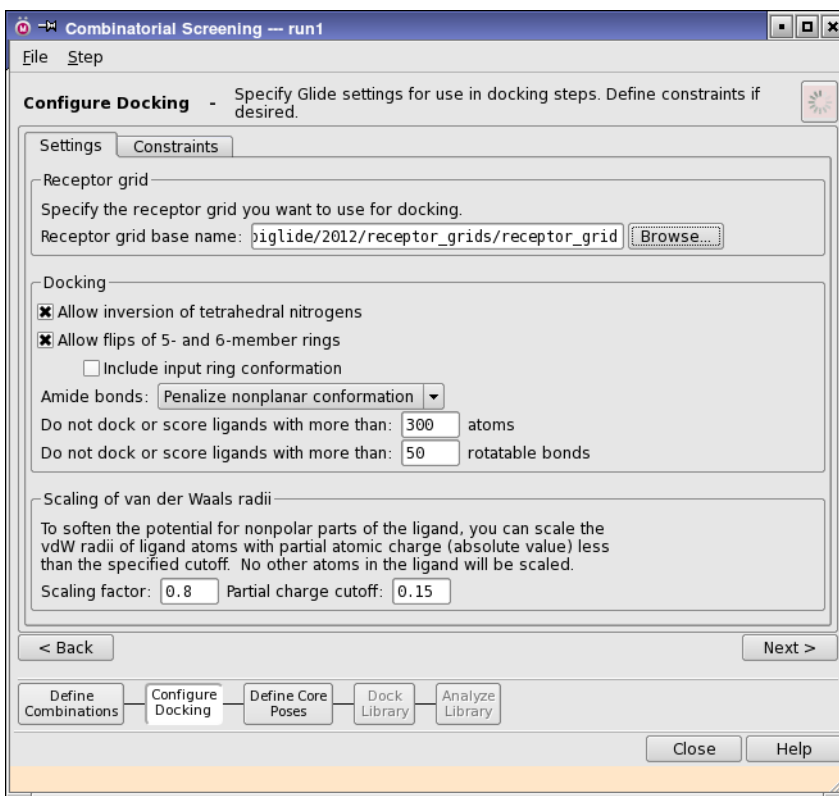 Combinatorial Screening --- run1
File Step
Configure Docking - Specify Glide settings for use in docking steps. Define constraints if
desired.
Settings Constraints
Receptor grid
Specify the receptor grid you want to use for docking.
Receptor grid base name: piglide/2012/receptor_grids/receptor_grid Browse...
Docking
Allow inversion of tetrahedral nitrogens
Allow flips of 5- and 6-member rings
Include input ring conformation
Amide bonds: Penalize nonplanar conformation
Do not dock or score ligands with more than: 300 atoms
Do not dock or score ligands with more than: 50 rotatable bonds
Scaling of van der Waals radii
To soften the potential for nonpolar parts of the ligand, you can scale the
vdW radii of ligand atoms with partial atomic charge (absolute value) less
than the specified cutoff. No other atoms in the ligand will be scaled.
Scaling factor: 0.8 Partial charge cutoff: 0.15
< Back Next >
Define Configure Define Core Dock Analyze
Combinations Docking Poses Library Library
Close Help